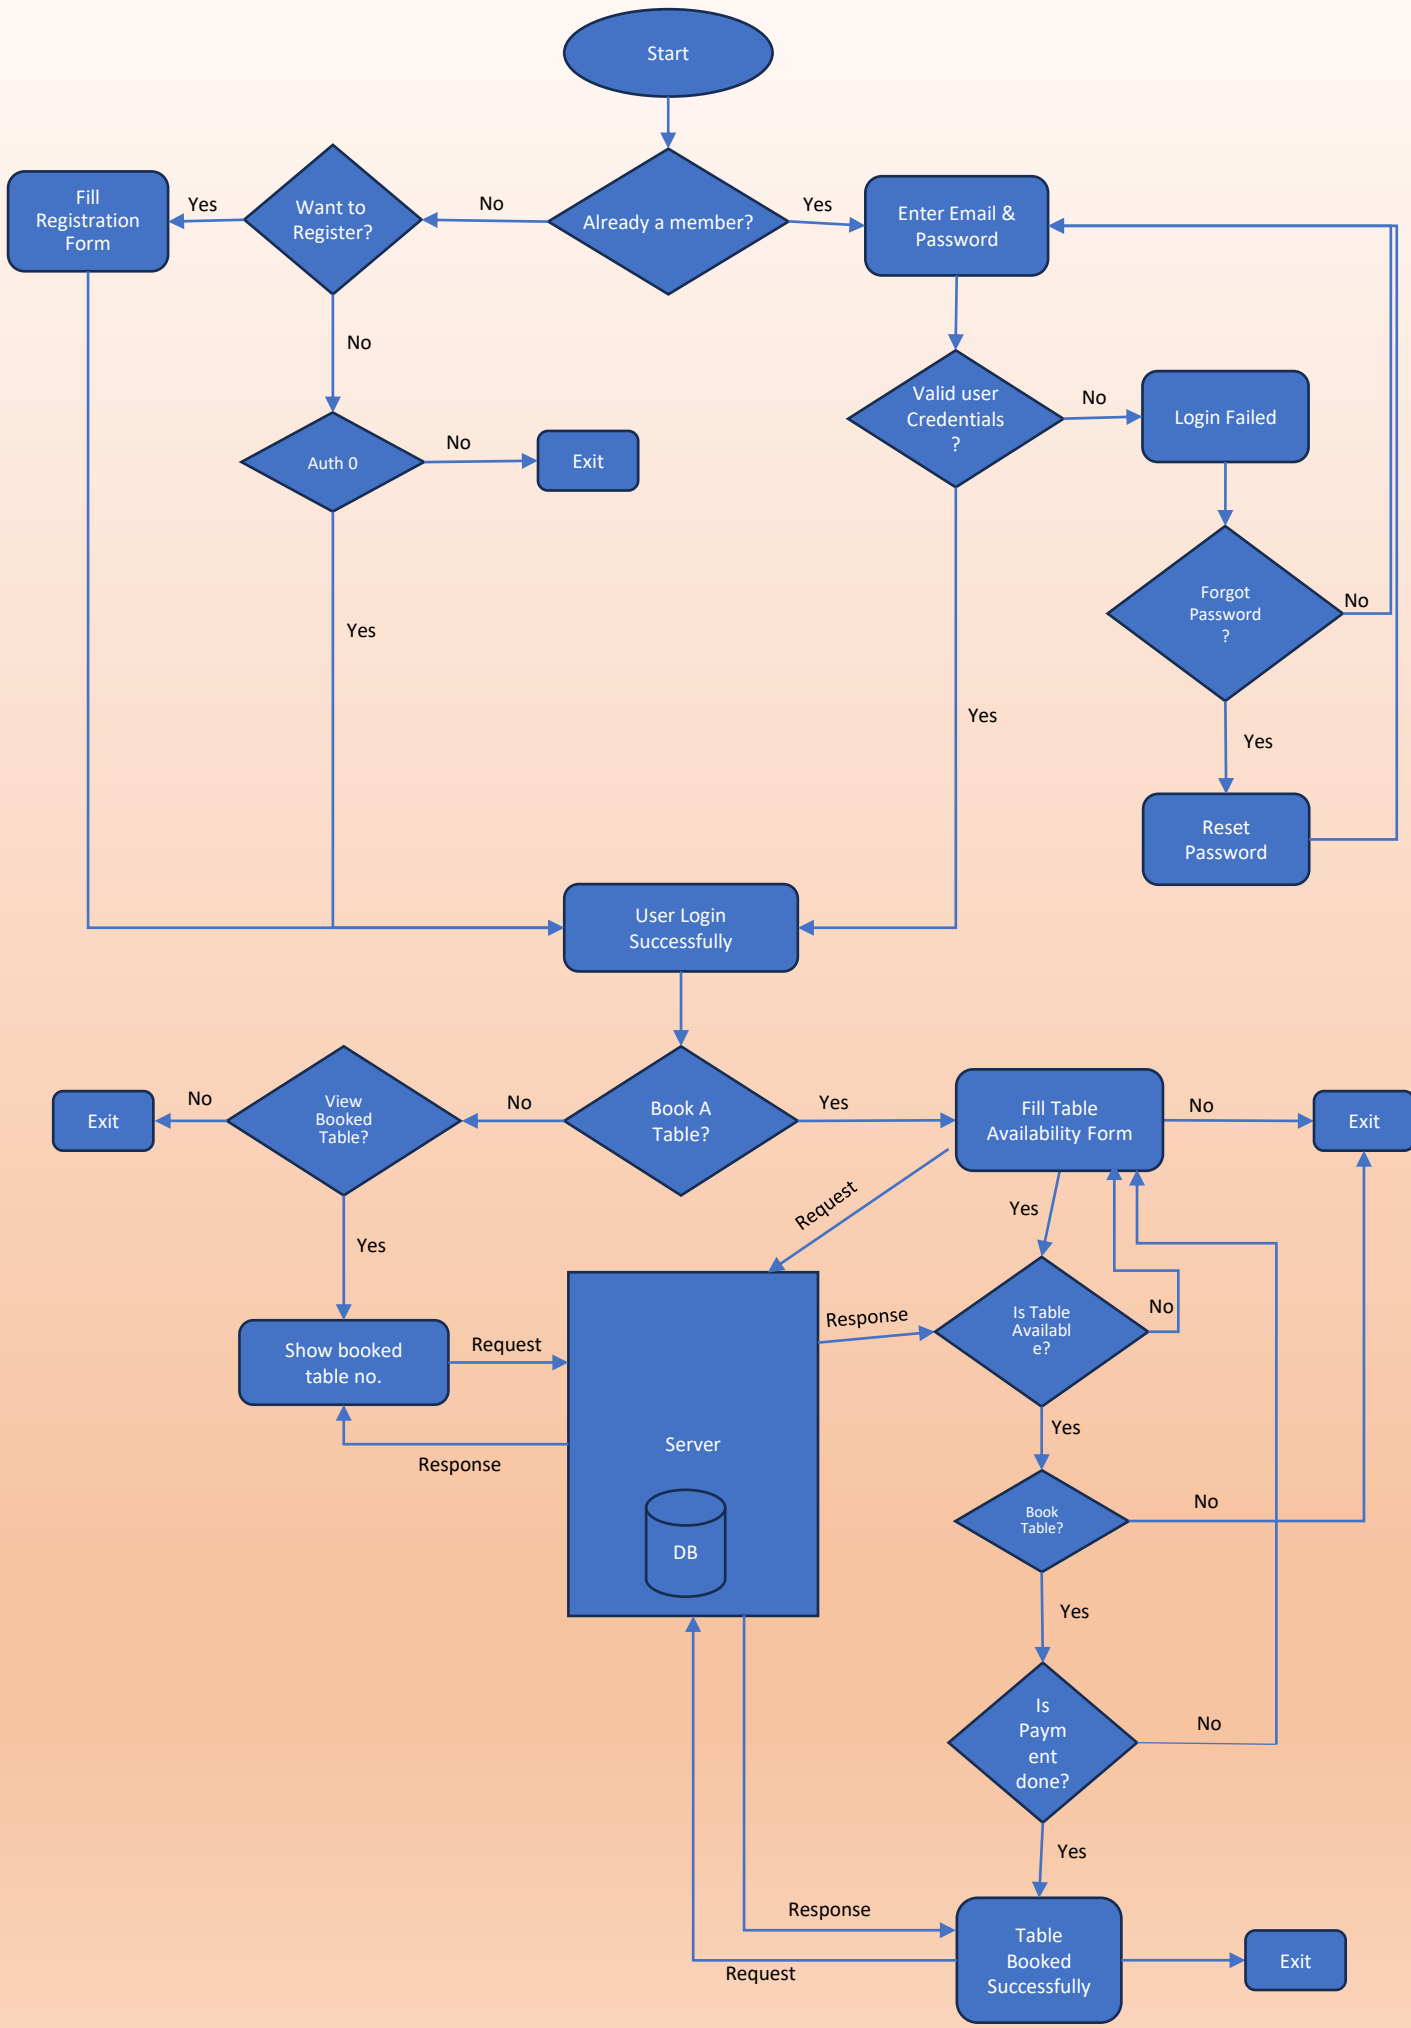 Start
Fill
Registration
Form
Yes
Want to
Register?
No
Already a member?
Yes
Enter Email &
Password
No
Valid user
Credentials
?
No
Login Failed
Auth 0
No
Exit
Forgot
Password
?
No
Yes
Yes
Yes
Reset
Password
User Login
Successfully
Exit
No
View
Booked
Table?
No
Book A
Table?
Yes
Fill Table
Availability Form
No
Exit
Request
Yes
Yes
Is Table
Availabl
e?
No
Response
Show booked
table no.
Request
Response
Server
DB
Yes
Book
Table?
No
Yes
Is
Paym
ent
done?
No
Yes
Response
Request
Table
Booked
Successfully
Exit